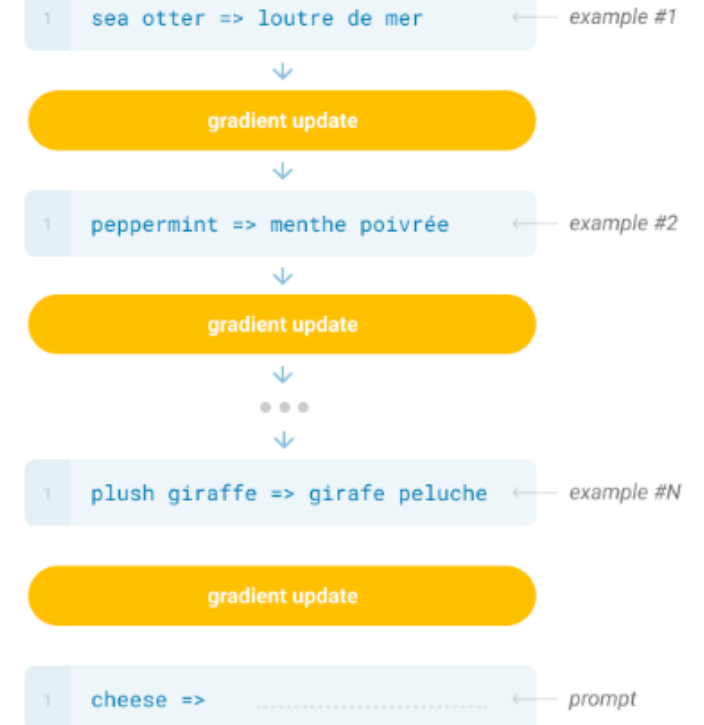 1 sea otter => loutre de mer example #1
gradient update
1 peppermint => menthe poivrée example #2
gradient update
1 plush giraffe => girafe peluche example #N
gradient update
1 cheese => prompt